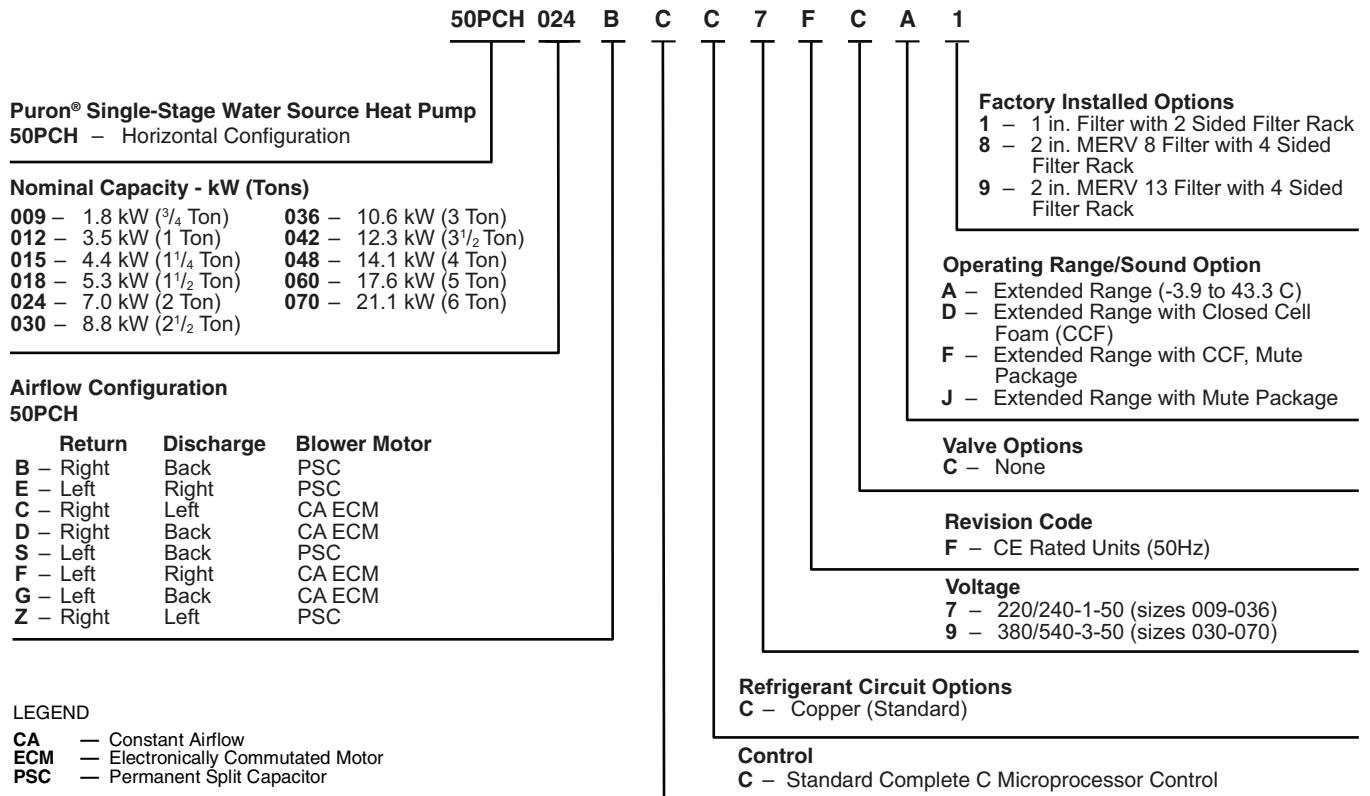 50PCH 024 B C C 7 F C A 1
Puron® Single-Stage Water Source Heat Pump
50PCH – Horizontal Configuration
Nominal Capacity - kW (Tons)
009 – 1.8 kW (3/4 Ton) 036 – 10.6 kW (3 Ton)
012 – 3.5 kW (1 Ton) 042 – 12.3 kW (31/2 Ton)
015 – 4.4 kW (11/4 Ton) 048 – 14.1 kW (4 Ton)
018 – 5.3 kW (11/2 Ton) 060 – 17.6 kW (5 Ton)
024 – 7.0 kW (2 Ton) 070 – 21.1 kW (6 Ton)
030 – 8.8 kW (21/2 Ton)
Airflow Configuration
50PCH
Return Discharge Blower Motor
B – Right Back PSC
E – Left Right PSC
C – Right Left CA ECM
D – Right Back CA ECM
S – Left Back PSC
F – Left Right CA ECM
G – Left Back CA ECM
Z – Right Left PSC
LEGEND
CA — Constant Airflow
ECM — Electronically Commutated Motor
PSC — Permanent Split Capacitor
Factory Installed Options
1 – 1 in. Filter with 2 Sided Filter Rack
8 – 2 in. MERV 8 Filter with 4 Sided
Filter Rack
9 – 2 in. MERV 13 Filter with 4 Sided
Filter Rack
Operating Range/Sound Option
A – Extended Range (-3.9 to 43.3 C)
D – Extended Range with Closed Cell
Foam (CCF)
F – Extended Range with CCF, Mute
Package
J – Extended Range with Mute Package
Valve Options
C – None
Revision Code
F – CE Rated Units (50Hz)
Voltage
7 – 220/240-1-50 (sizes 009-036)
9 – 380/540-3-50 (sizes 030-070)
Refrigerant Circuit Options
C – Copper (Standard)
Control
C – Standard Complete C Microprocessor Control